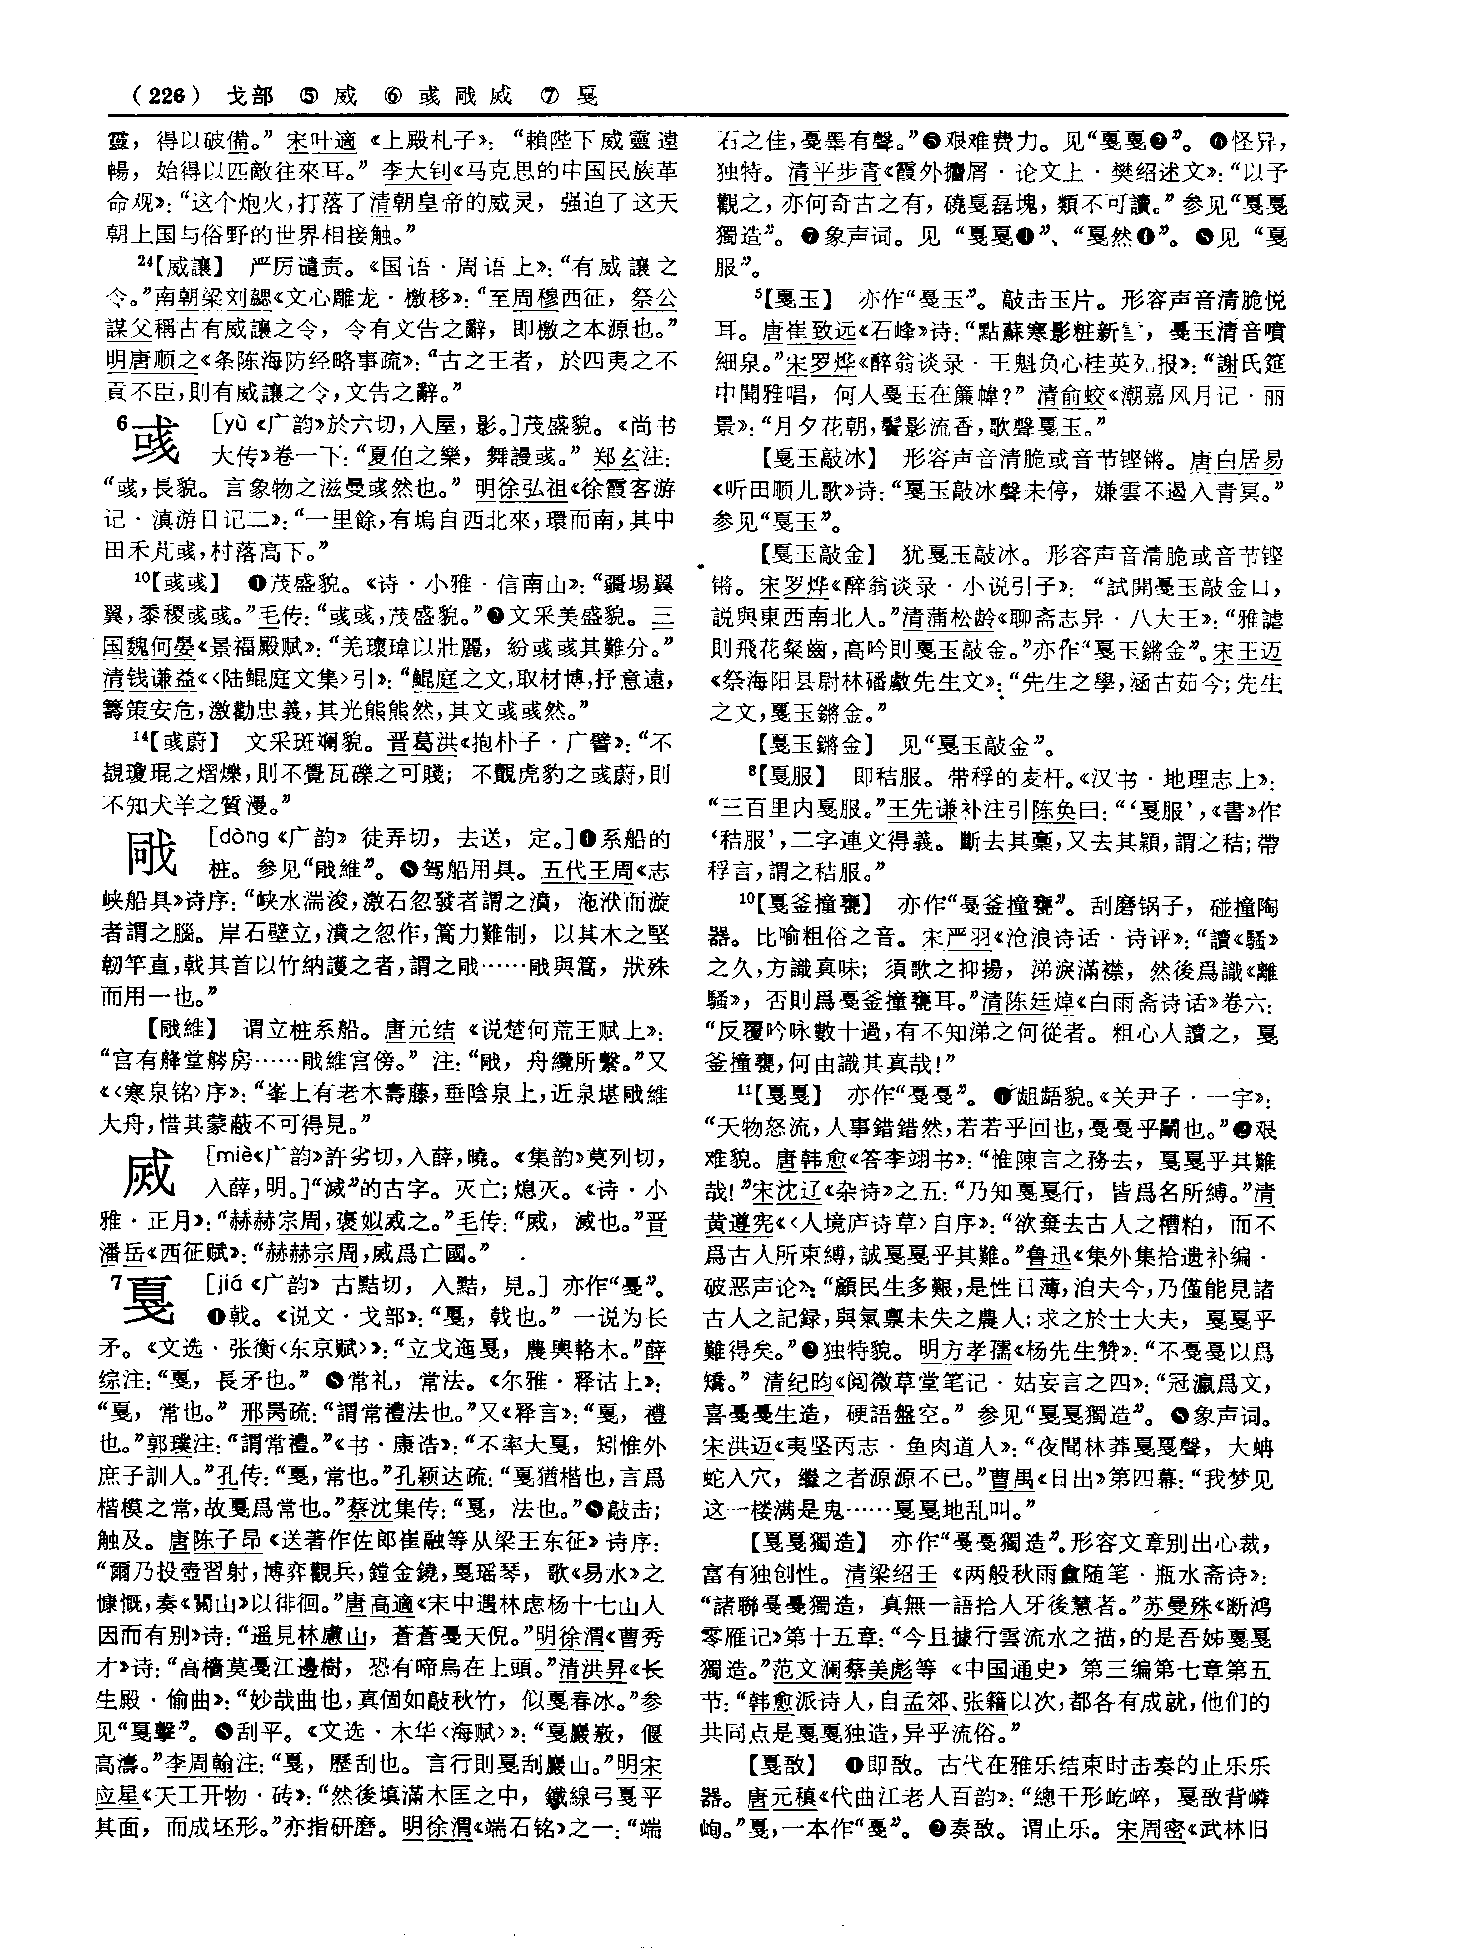 （226） 戈部 ⑤威 ⑥彧戙烕 ⑦戛
靈，得以破備。”宋叶適《上殿札子》：“賴陛下威靈遠
暢，始得以匹敵往來耳。”李大钊《马克思的中国民族革
命观》：“这个炮火，打落了清朝皇帝的威灵，强迫了这天
朝上国与俗野的世界相接触。”
24【威讓】 严厉谴责。《国语·周语上》：“有威讓之
令。”南朝梁刘勰《文心雕龙·檄移》：“至周穆西征，祭公
謀父稱古有威讓之令，令有文告之辭，即檄之本源也。”
明唐顺之《条陈海防经略事疏》：“古之王者，於四夷之不
貢不臣，則有威讓之令，文告之辭。”
6彧 ［yù《广韵》於六切，入屋，影。］茂盛貌。《尚书
大传》卷一下：“夏伯之樂，舞謾彧。”郑玄注：
“彧，長貌。言象物之滋曼彧然也。”明徐弘祖《徐霞客游
记·滇游日记二》：“一里餘，有塢自西北來，環而南，其中
田禾芃彧，村落高下。”
10【彧彧】 ❶茂盛貌。《诗·小雅·信南山》：“疆埸翼
翼，黍稷彧彧。”毛传：“彧彧，茂盛貌。”❷文采美盛貌。三
国魏何晏《景福殿赋》：“羌瓌瑋以壯麗，紛彧彧其難分。”
清钱谦益《〈陆鲲庭文集〉引》：“鯤庭之文，取材博，抒意遠，
籌策安危，激勸忠義，其光熊熊然，其文彧彧然。”
14【彧蔚】 文采斑斓貌。晋葛洪《抱朴子·广譬》：“不
覩瓊琨之熠爍，則不覺瓦礫之可賤；不覿虎豹之彧蔚，則
不知犬羊之質漫。”
戙 ［dòng《广韵》徒弄切，去送，定。］❶系船的
桩。参见“戙維”。❷驾船用具。五代王周《志
峡船具》诗序：“峽水湍浚，激石忽發者謂之濆，沲洑而漩
者謂之腦。岸石壁立，濆之忽作，篙力難制，以其木之堅
韌竿直，戟其首以竹納護之者，謂之戙……戙與篙，狀殊
而用一也。”
【戙維】 谓立桩系船。唐元结《说楚何荒王赋上》：
“宫有艂堂艕房……戙維宫傍。”注：“戙，舟纜所繫。”又
《〈寒泉铭〉序》：“峯上有老木壽藤，垂陰泉上，近泉堪戙維
大舟，惜其蒙蔽不可得見。”
烕 ［miè《广韵》許劣切，入薛，曉。《集韵》莫列切，
入薛，明。］“滅”的古字。灭亡；熄灭。《诗·小
雅·正月》：“赫赫宗周，褒姒烕之。”毛传：“烕，滅也。”晋
潘岳《西征赋》：“赫赫宗周，烕爲亡國。”
7戛 ［jiá《广韵》古黠切，入黠，見。］亦作“戞”。
❶戟。《说文·戈部》：“戛，戟也。”一说为长
矛。《文选·张衡〈东京赋〉》：“立戈迤戛，農輿輅木。”薛
综注：“戛，長矛也。”❷常礼，常法。《尔雅·释诂上》：
“戛，常也。”邢昺疏：“謂常禮法也。”又《释言》：“戛，禮
也。”郭璞注：“謂常禮。”《书·康诰》：“不率大戛，矧惟外
庶子訓人。”孔传：“戛，常也。”孔颖达疏：“戛猶楷也，言爲
楷模之常，故戛爲常也。”蔡沈集传：“戛，法也。”❸敲击；
触及。唐陈子昂《送著作佐郎崔融等从梁王东征》诗序：
“爾乃投壺習射，博弈觀兵，鏜金鐃，戛瑶琴，歌《易水》之
慷慨，奏《關山》以徘徊。”唐高適《宋中遇林虑杨十七山人
因而有别》诗：“遥見林慮山，蒼蒼戛天倪。”明徐渭《曹秀
才》诗：“高檣莫戛江邊樹，恐有啼烏在上頭。”清洪昇《长
生殿·偷曲》：“妙哉曲也，真個如敲秋竹，似戛春冰。”参
见“戛擊”。❹刮平。《文选·木华〈海赋〉》：“戛巖嶅，偃
高濤。”李周翰注：“戛，歷刮也。言行則戛刮巖山。”明宋
应星《天工开物·砖》：“然後填滿木匡之中，鐵線弓戛平
其面，而成坯形。”亦指研磨。明徐渭《端石铭》之一：“端
石之佳，戛墨有聲。”❺艰难费力。见“戛戛❷”。❻怪异，
独特。清平步青《霞外攟屑·论文上·樊绍述文》：“以予
觀之，亦何奇古之有，磽戛磊塊，類不可讀。”参见“戛戛
獨造”。❼象声词。见“戛戛❹”、“戛然❶”。❽见“戛
服”。
5【戛玉】 亦作“戞玉”。敲击玉片。形容声音清脆悦
耳。唐崔致远《石峰》诗：“點蘇寒影粧新，戛玉清音噴
細泉。”宋罗烨《醉翁谈录·王魁负心桂英死报》：“謝氏筵
中聞雅唱，何人戛玉在簾幃？”清俞蛟《潮嘉风月记·丽
景》：“月夕花朝，鬢影流香，歌聲戛玉。”
【戛玉敲冰】 形容声音清脆或音节铿锵。唐白居易
《听田顺儿歌》诗：“戛玉敲冰聲未停，嫌雲不遏入青冥。”
参见“戛玉”。
【戛玉敲金】 犹戛玉敲冰。形容声音清脆或音节铿
锵。宋罗烨《醉翁谈录·小说引子》：“試開戛玉敲金口，
説與東西南北人。”清蒲松龄《聊斋志异·八大王》：“雅謔
則飛花粲齒，高吟則戛玉敲金。”亦作“戛玉鏘金”。宋王迈
《祭海阳县尉林磻𢾅先生文》：“先生之學，涵古茹今；先生
之文，戛玉鏘金。”
【戛玉鏘金】 见“戛玉敲金”。
8【戛服】 即秸服。带稃的麦杆。《汉书·地理志上》：
“三百里内戛服。”王先谦补注引陈奂曰：“‘戛服’，《書》作
‘秸服’，二字連文得義。斷去其藁，又去其穎，謂之秸；帶
稃言，謂之秸服。”
10【戛釜撞甕】 亦作“戞釜撞甕”。刮磨锅子，碰撞陶
器。比喻粗俗之音。宋严羽《沧浪诗话·诗评》：“讀《騷》
之久，方識真味；須歌之抑揚，涕淚滿襟，然後爲識《離
騷》，否則爲戛釜撞甕耳。”清陈廷焯《白雨斋诗话》卷六：
“反覆吟咏數十過，有不知涕之何從者。粗心人讀之，戛
釜撞甕，何由識其真哉！”
11【戛戛】 亦作“戞戞”。❶龃龉貌。《关尹子·一宇》：
“天物怒流，人事錯錯然，若若乎回也，戞戞乎鬭也。”❷艰
难貌。唐韩愈《答李翊书》：“惟陳言之務去，戛戛乎其難
哉！”宋沈辽《杂诗》之五：“乃知戛戛行，皆爲名所縛。”清
黄遵宪《〈人境庐诗草〉自序》：“欲棄去古人之糟粕，而不
爲古人所束縛，誠戛戛乎其難。”鲁迅《集外集拾遗补编·
破恶声论》：“顧民生多艱，是性日薄，洎夫今，乃僅能見諸
古人之記録，與氣稟未失之農人；求之於士大夫，戛戛乎
難得矣。”❸独特貌。明方孝孺《杨先生赞》：“不戛戛以爲
矯。”清纪昀《阅微草堂笔记·姑妄言之四》：“冠瀛爲文，
喜戞戞生造，硬語盤空。”参见“戛戛獨造”。❹象声词。
宋洪迈《夷坚丙志·鱼肉道人》：“夜聞林莽戛戛聲，大蚺
蛇入穴，繼之者源源不已。”曹禺《日出》第四幕：“我梦见
这一楼满是鬼……戛戛地乱叫。”
【戛戛獨造】 亦作“戞戞獨造”。形容文章别出心裁，
富有独创性。清梁绍壬《两般秋雨盦随笔·瓶水斋诗》：
“諸聯戞戞獨造，真無一語拾人牙後慧者。”苏曼殊《断鸿
零雁记》第十五章：“今且據行雲流水之描，的是吾姊戛戛
獨造。”范文澜蔡美彪等《中国通史》第三编第七章第五
节：“韩愈派诗人，自孟郊、张籍以次，都各有成就，他们的
共同点是戛戛独造，异乎流俗。”
【戛敔】 ❶即敔。古代在雅乐结束时击奏的止乐乐
器。唐元稹《代曲江老人百韵》：“總干形屹崪，戛敔背嶙
峋。”戛，一本作“戞”。❷奏敔。谓止乐。宋周密《武林旧